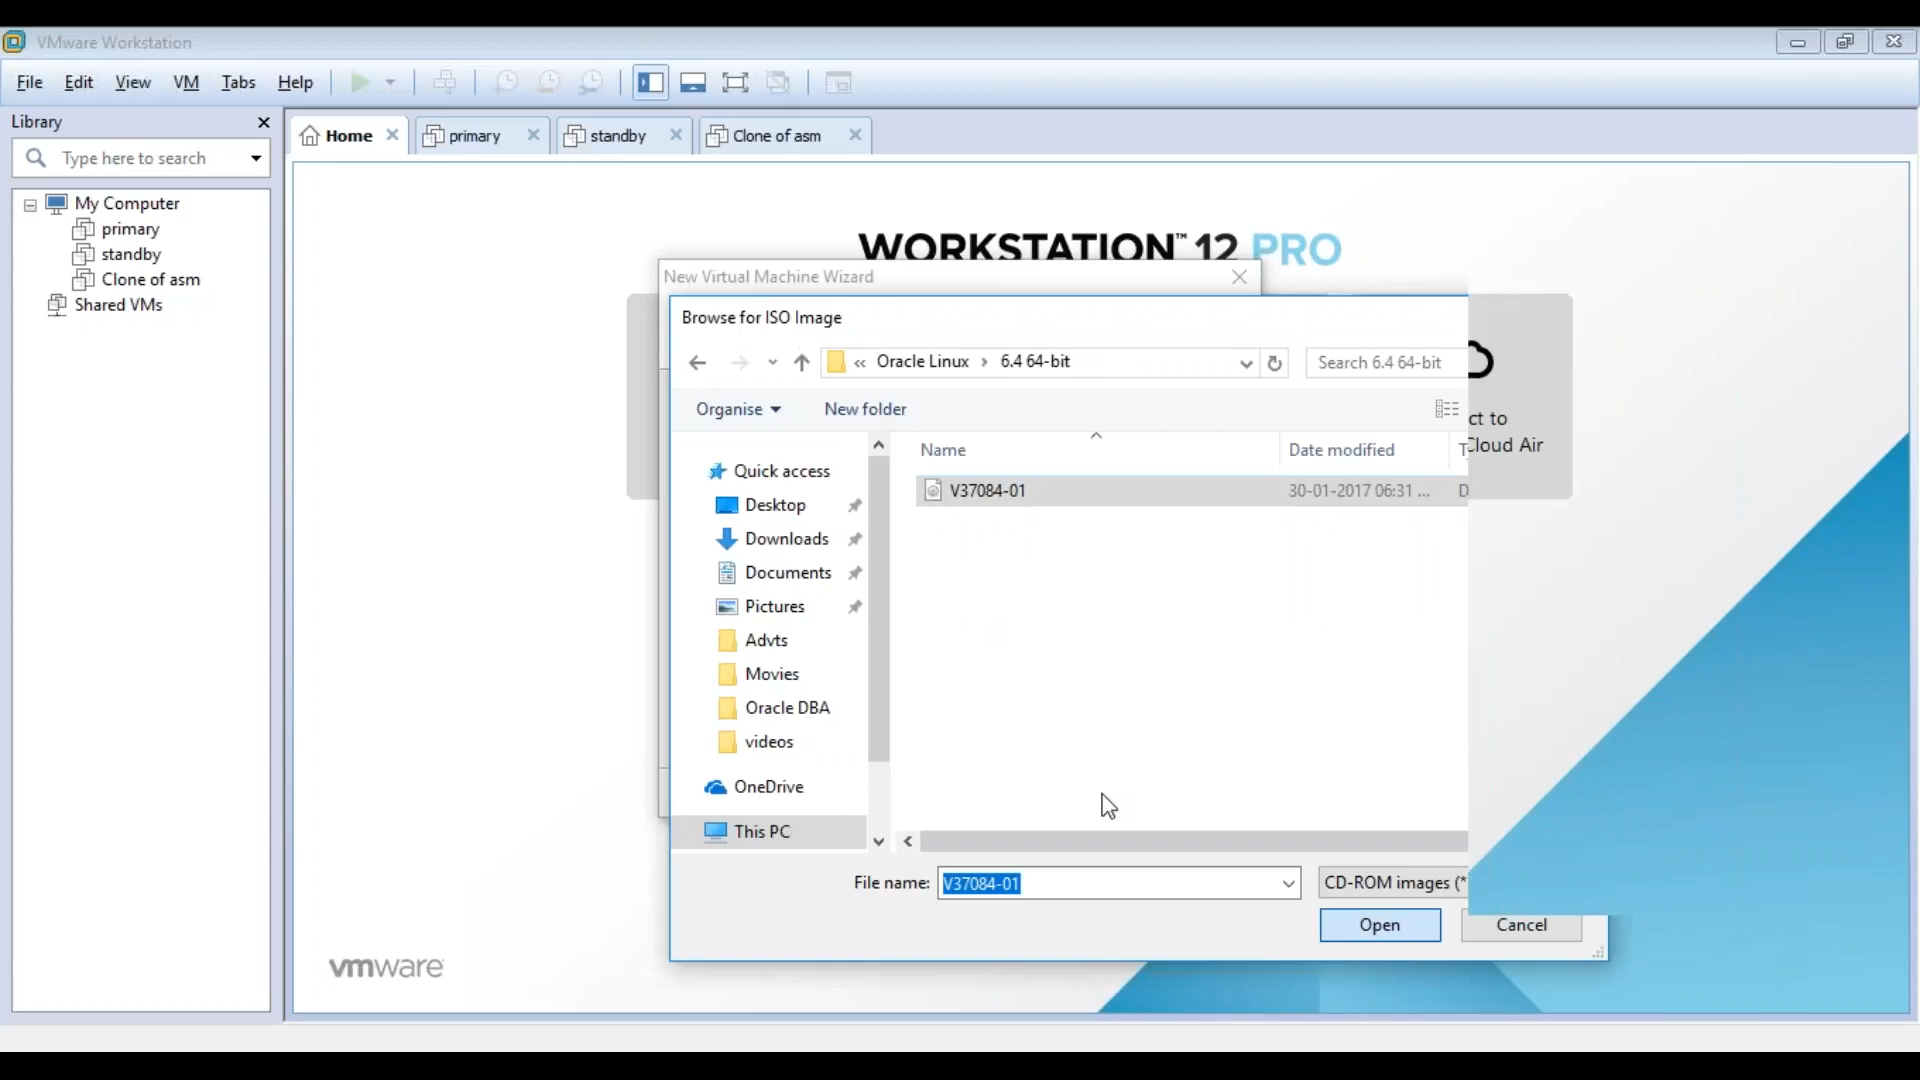 VMware Workstation
File Edit View VM Tabs Help
Library
Type here to search
My Computer
primary
standby
Clone of asm
Shared VMs
Home primary standby Clone of asm
WORKSTATION™ 12 PRO
New Virtual Machine Wizard
Browse for ISO Image
« Oracle Linux › 6.4 64-bit
Search 6.4 64-bit
Organise New folder
Name Date modified
V37084-01 30-01-2017 06:31 ...
Quick access
Desktop
Downloads
Documents
Pictures
Advts
Movies
Oracle DBA
videos
OneDrive
This PC
File name: V37084-01 CD-ROM images (*
Open Cancel
ct to
Cloud Air
vmware